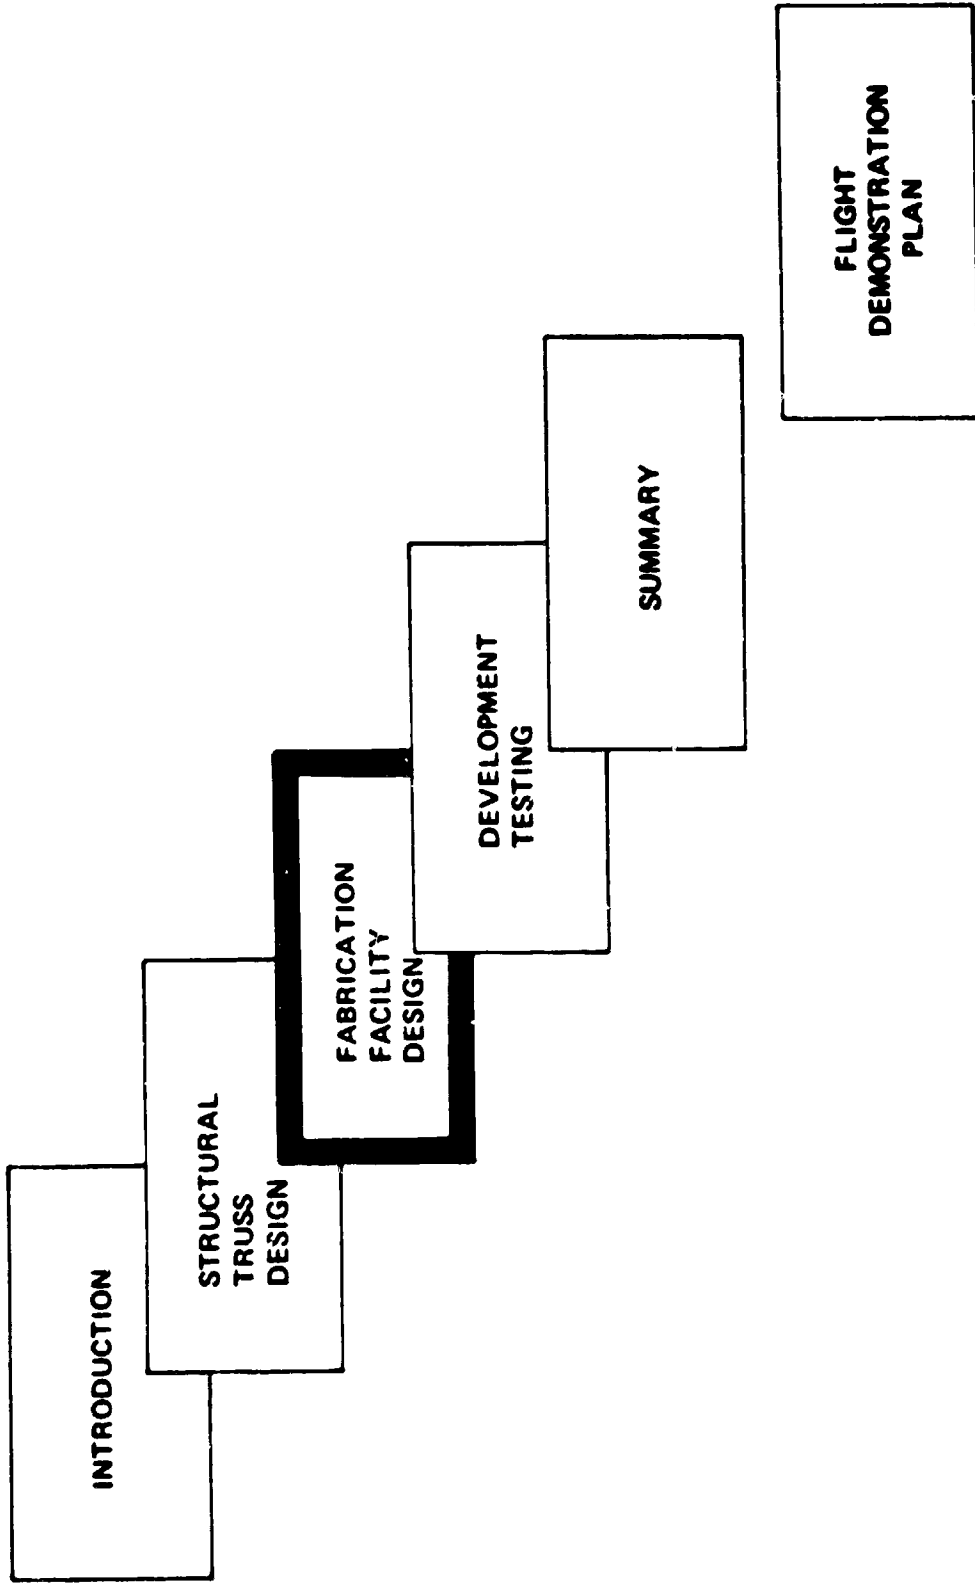 INTRODUCTION
STRUCTURAL
TRUSS
DESIGN
FABRICATION
FACILITY
DESIGN
DEVELOPMENT
TESTING
SUMMARY
FLIGHT
DEMONSTRATION
PLAN